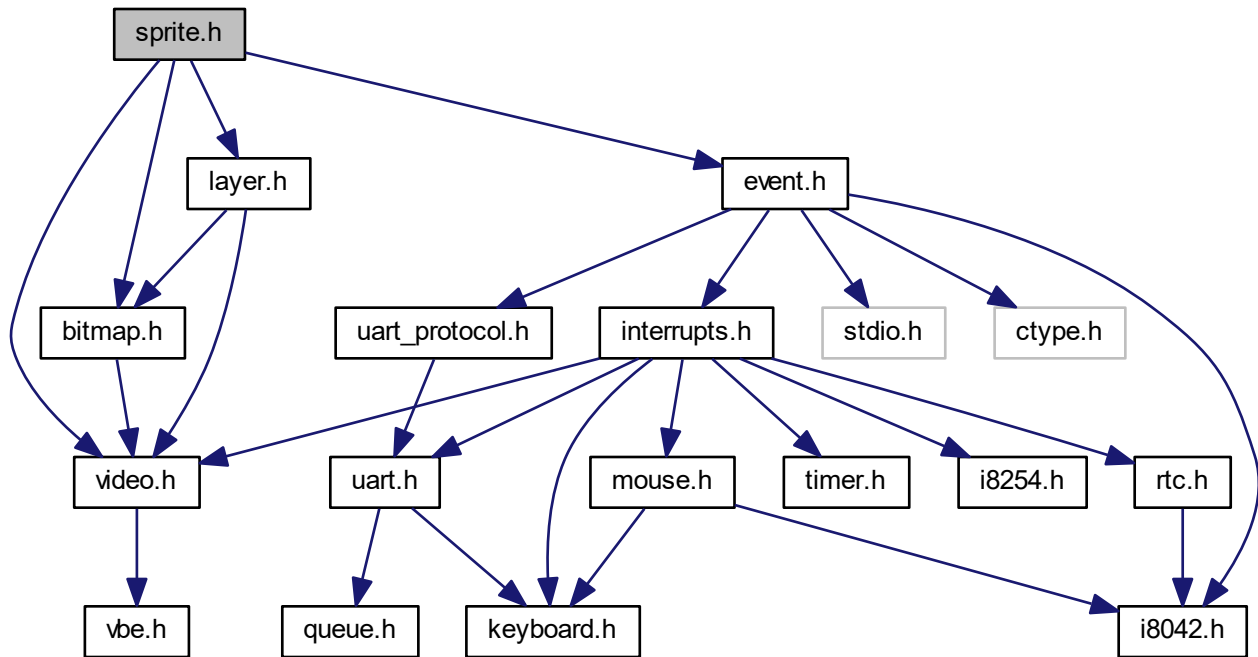 sprite.h
layer.h
event.h
bitmap.h
uart_protocol.h
interrupts.h
stdio.h
ctype.h
video.h
uart.h
mouse.h
timer.h
i8254.h
rtc.h
vbe.h
queue.h
keyboard.h
i8042.h